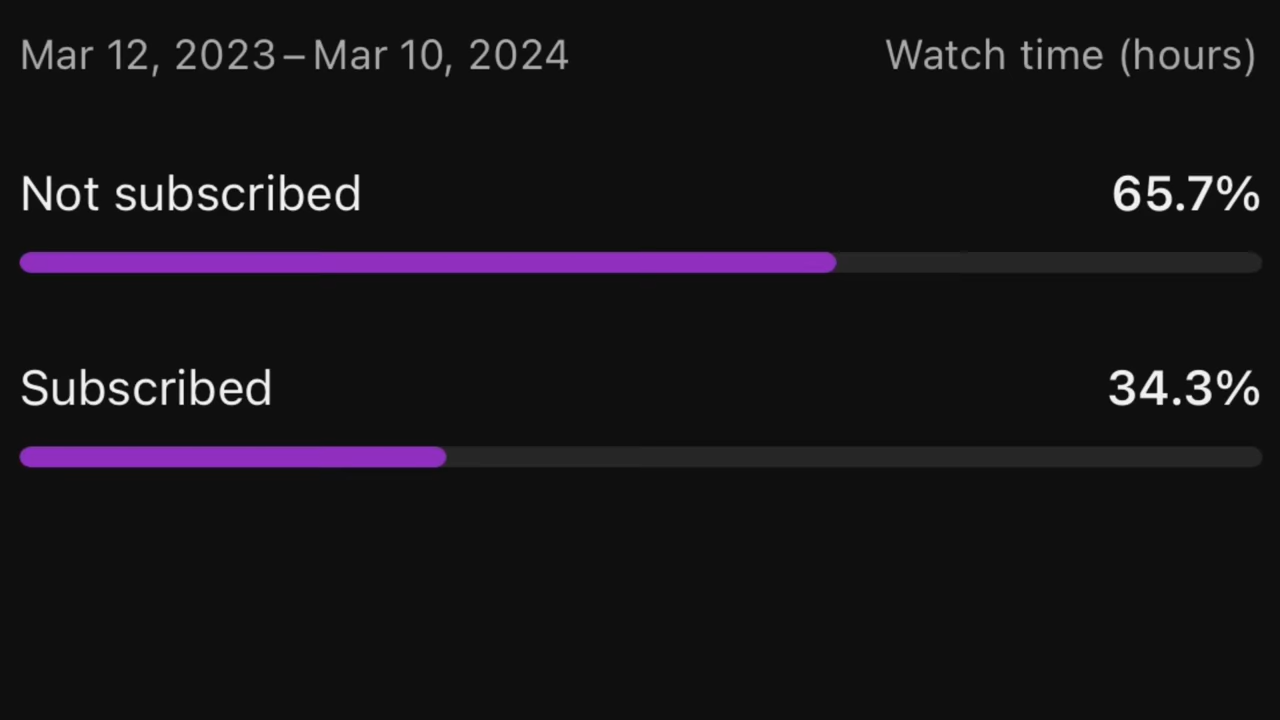 Mar 12, 2023 – Mar 10, 2024 Watch time (hours)
Not subscribed 65.7%
Subscribed 34.3%